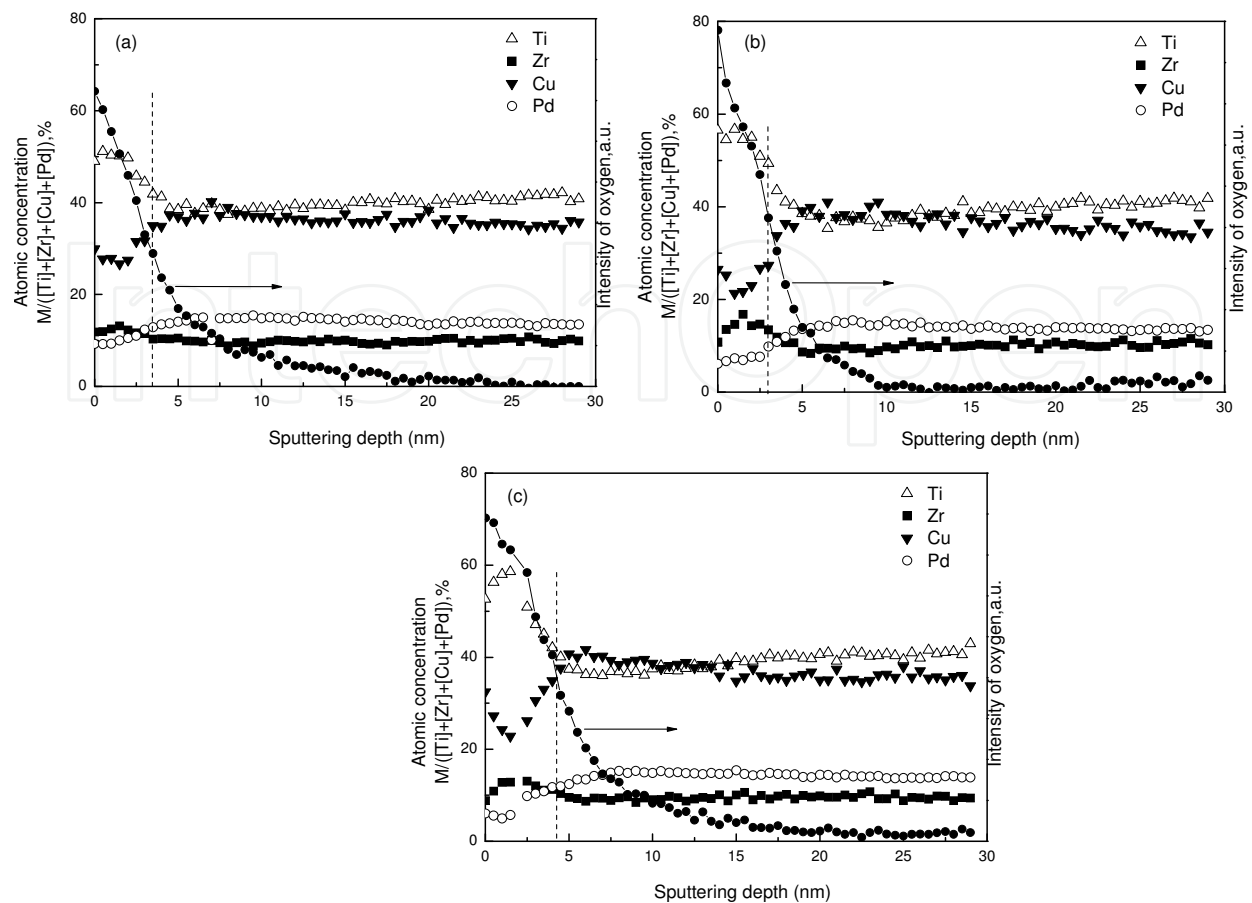 (a)
Ti
Zr
Cu
Pd
80
60
40
20
0
0 5 10 15 20 25 30
Atomic concentration
M/([Ti]+[Zr]+[Cu]+[Pd]),%
Intensity of oxygen,a.u.
Sputtering depth (nm)
(b)
Ti
Zr
Cu
Pd
80
60
40
20
0
0 5 10 15 20 25 30
Atomic concentration
M/([Ti]+[Zr]+[Cu]+[Pd]),%
Intensity of oxygen,a.u.
Sputtering depth (nm)
(c)
Ti
Zr
Cu
Pd
80
60
40
20
0
0 5 10 15 20 25 30
Atomic concentration
M/([Ti]+[Zr]+[Cu]+[Pd]),%
Intensity of oxygen,a.u.
Sputtering depth (nm)
IntechOpen